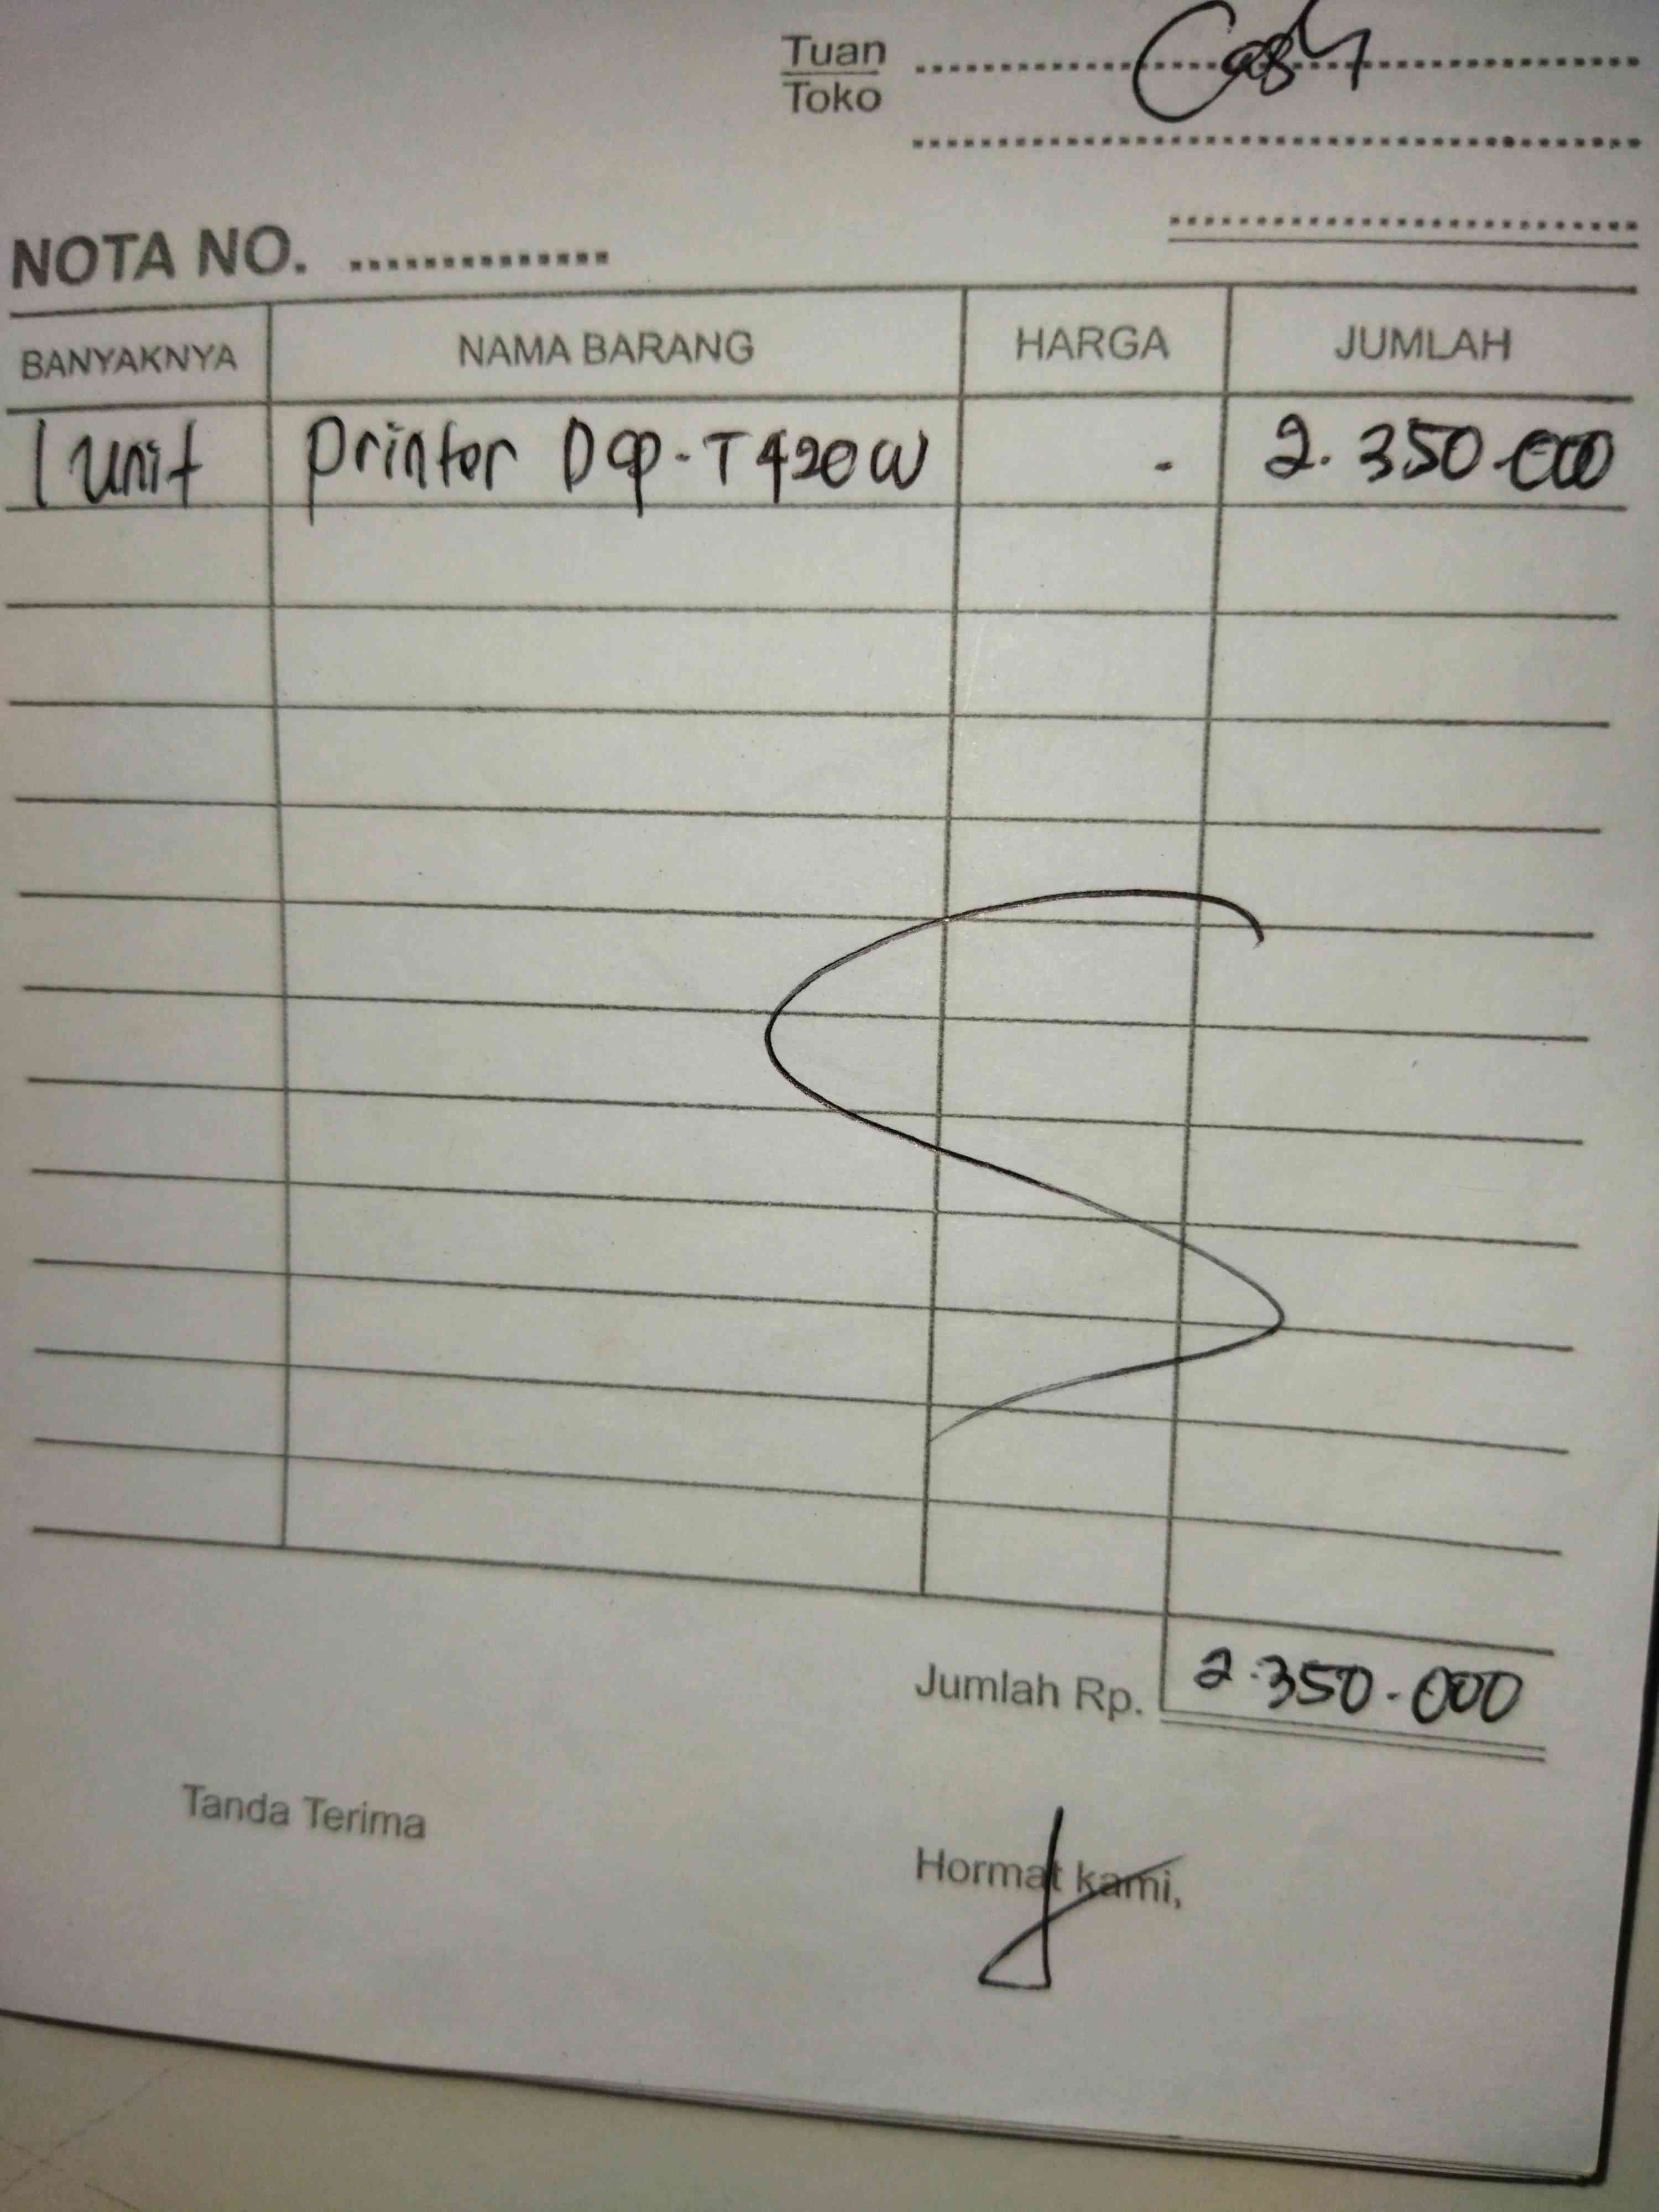 Tuan Cash
Toko
NOTA NO. ..............
BANYAKNYA NAMA BARANG HARGA JUMLAH
1 unit Printer Dcp-T420W - 2.350.000
Jumlah Rp. 2.350.000
Tanda Terima
Hormat kami,